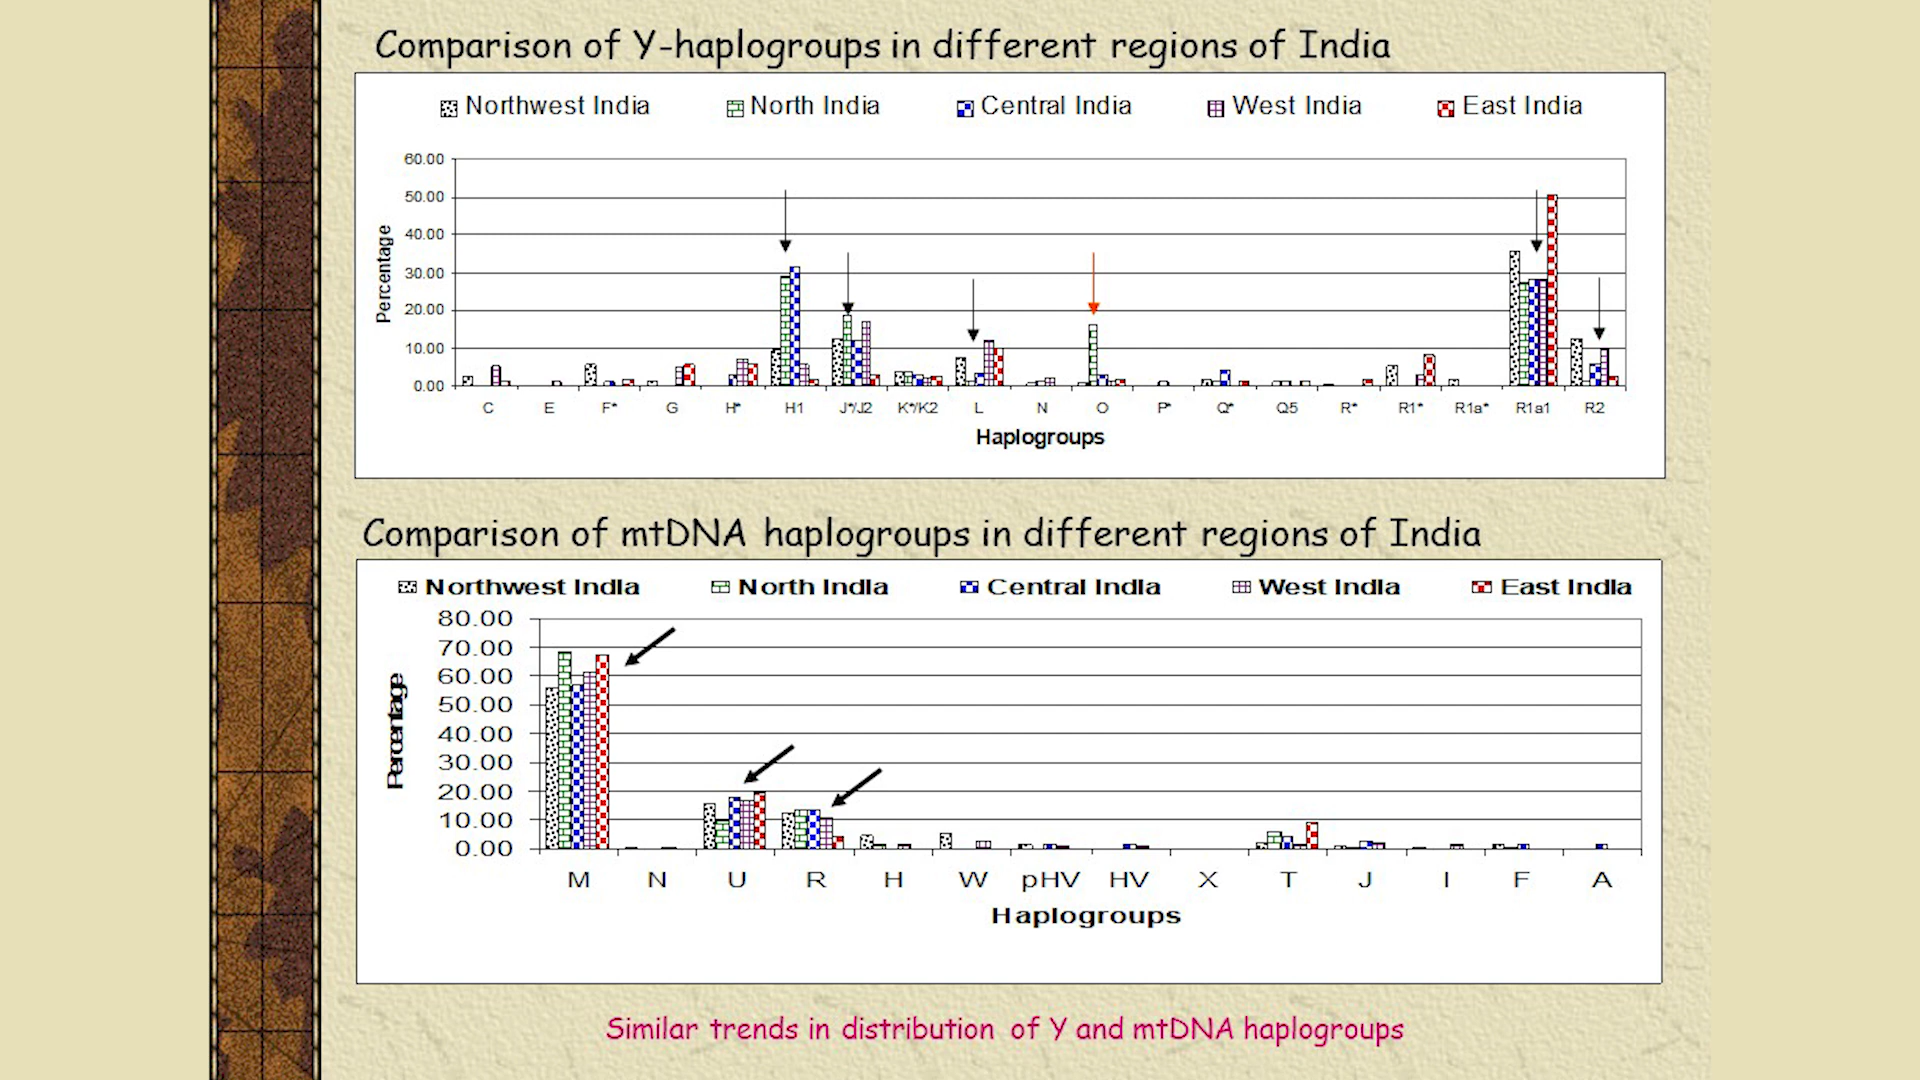 Comparison of Y-haplogroups in different regions of India
Northwest India North India Central India West India East India
60.00
50.00
40.00
30.00
20.00
10.00
0.00
Percentage
C E F* G H* H1 J*/J2 K*/K2 L N O P* Q* Q5 R* R1* R1a* R1a1 R2
Haplogroups
Comparison of mtDNA haplogroups in different regions of India
Northwest India North India Central India West India East India
80.00
70.00
60.00
50.00
40.00
30.00
20.00
10.00
0.00
Percentage
M N U R H W pHV HV X T J I F A
Haplogroups
Similar trends in distribution of Y and mtDNA haplogroups